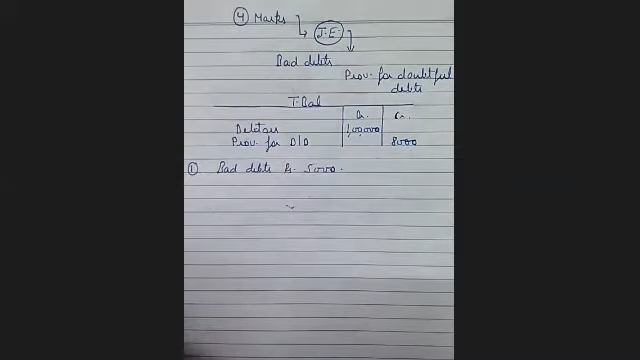 ④ Marks
J.E.
Bad debts
Prov. for doubtful
debts
T.Bal
Dr. Cr.
Debtors 1,00,000
Prov. for D/D 8000
① Bad debts Rs. 5000.